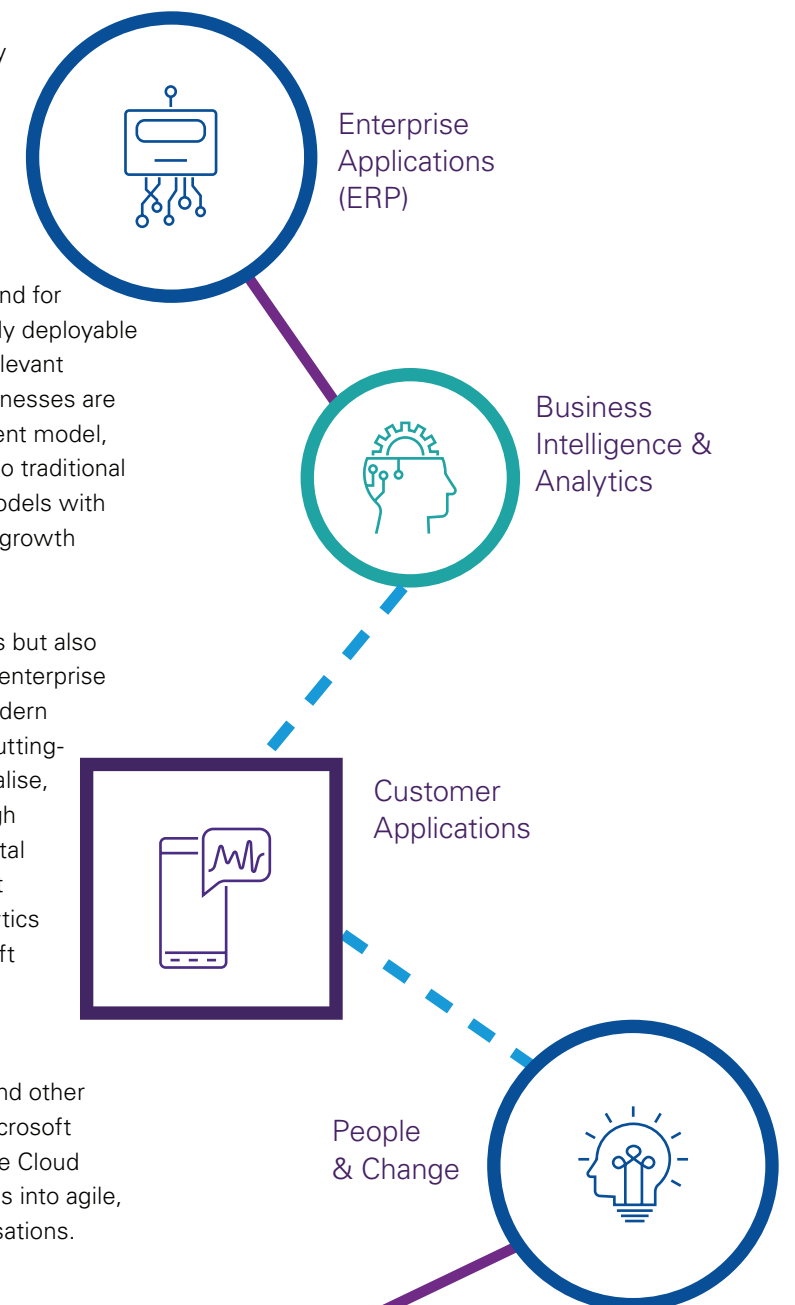 Enterprise
Applications
(ERP)
nd for
ly deployable
levant
nesses are
ent model,
o traditional
odels with
growth
Business
Intelligence &
Analytics
s but also
enterprise
dern
utting-
alise,
gh
tal
t
tics
ft
Customer
Applications
nd other
crosoft
e Cloud
s into agile,
sations.
People
& Change